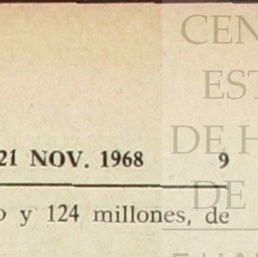 CEN
EST
21 NOV. 1968 9
DE H
DE
o y 124 millones, de